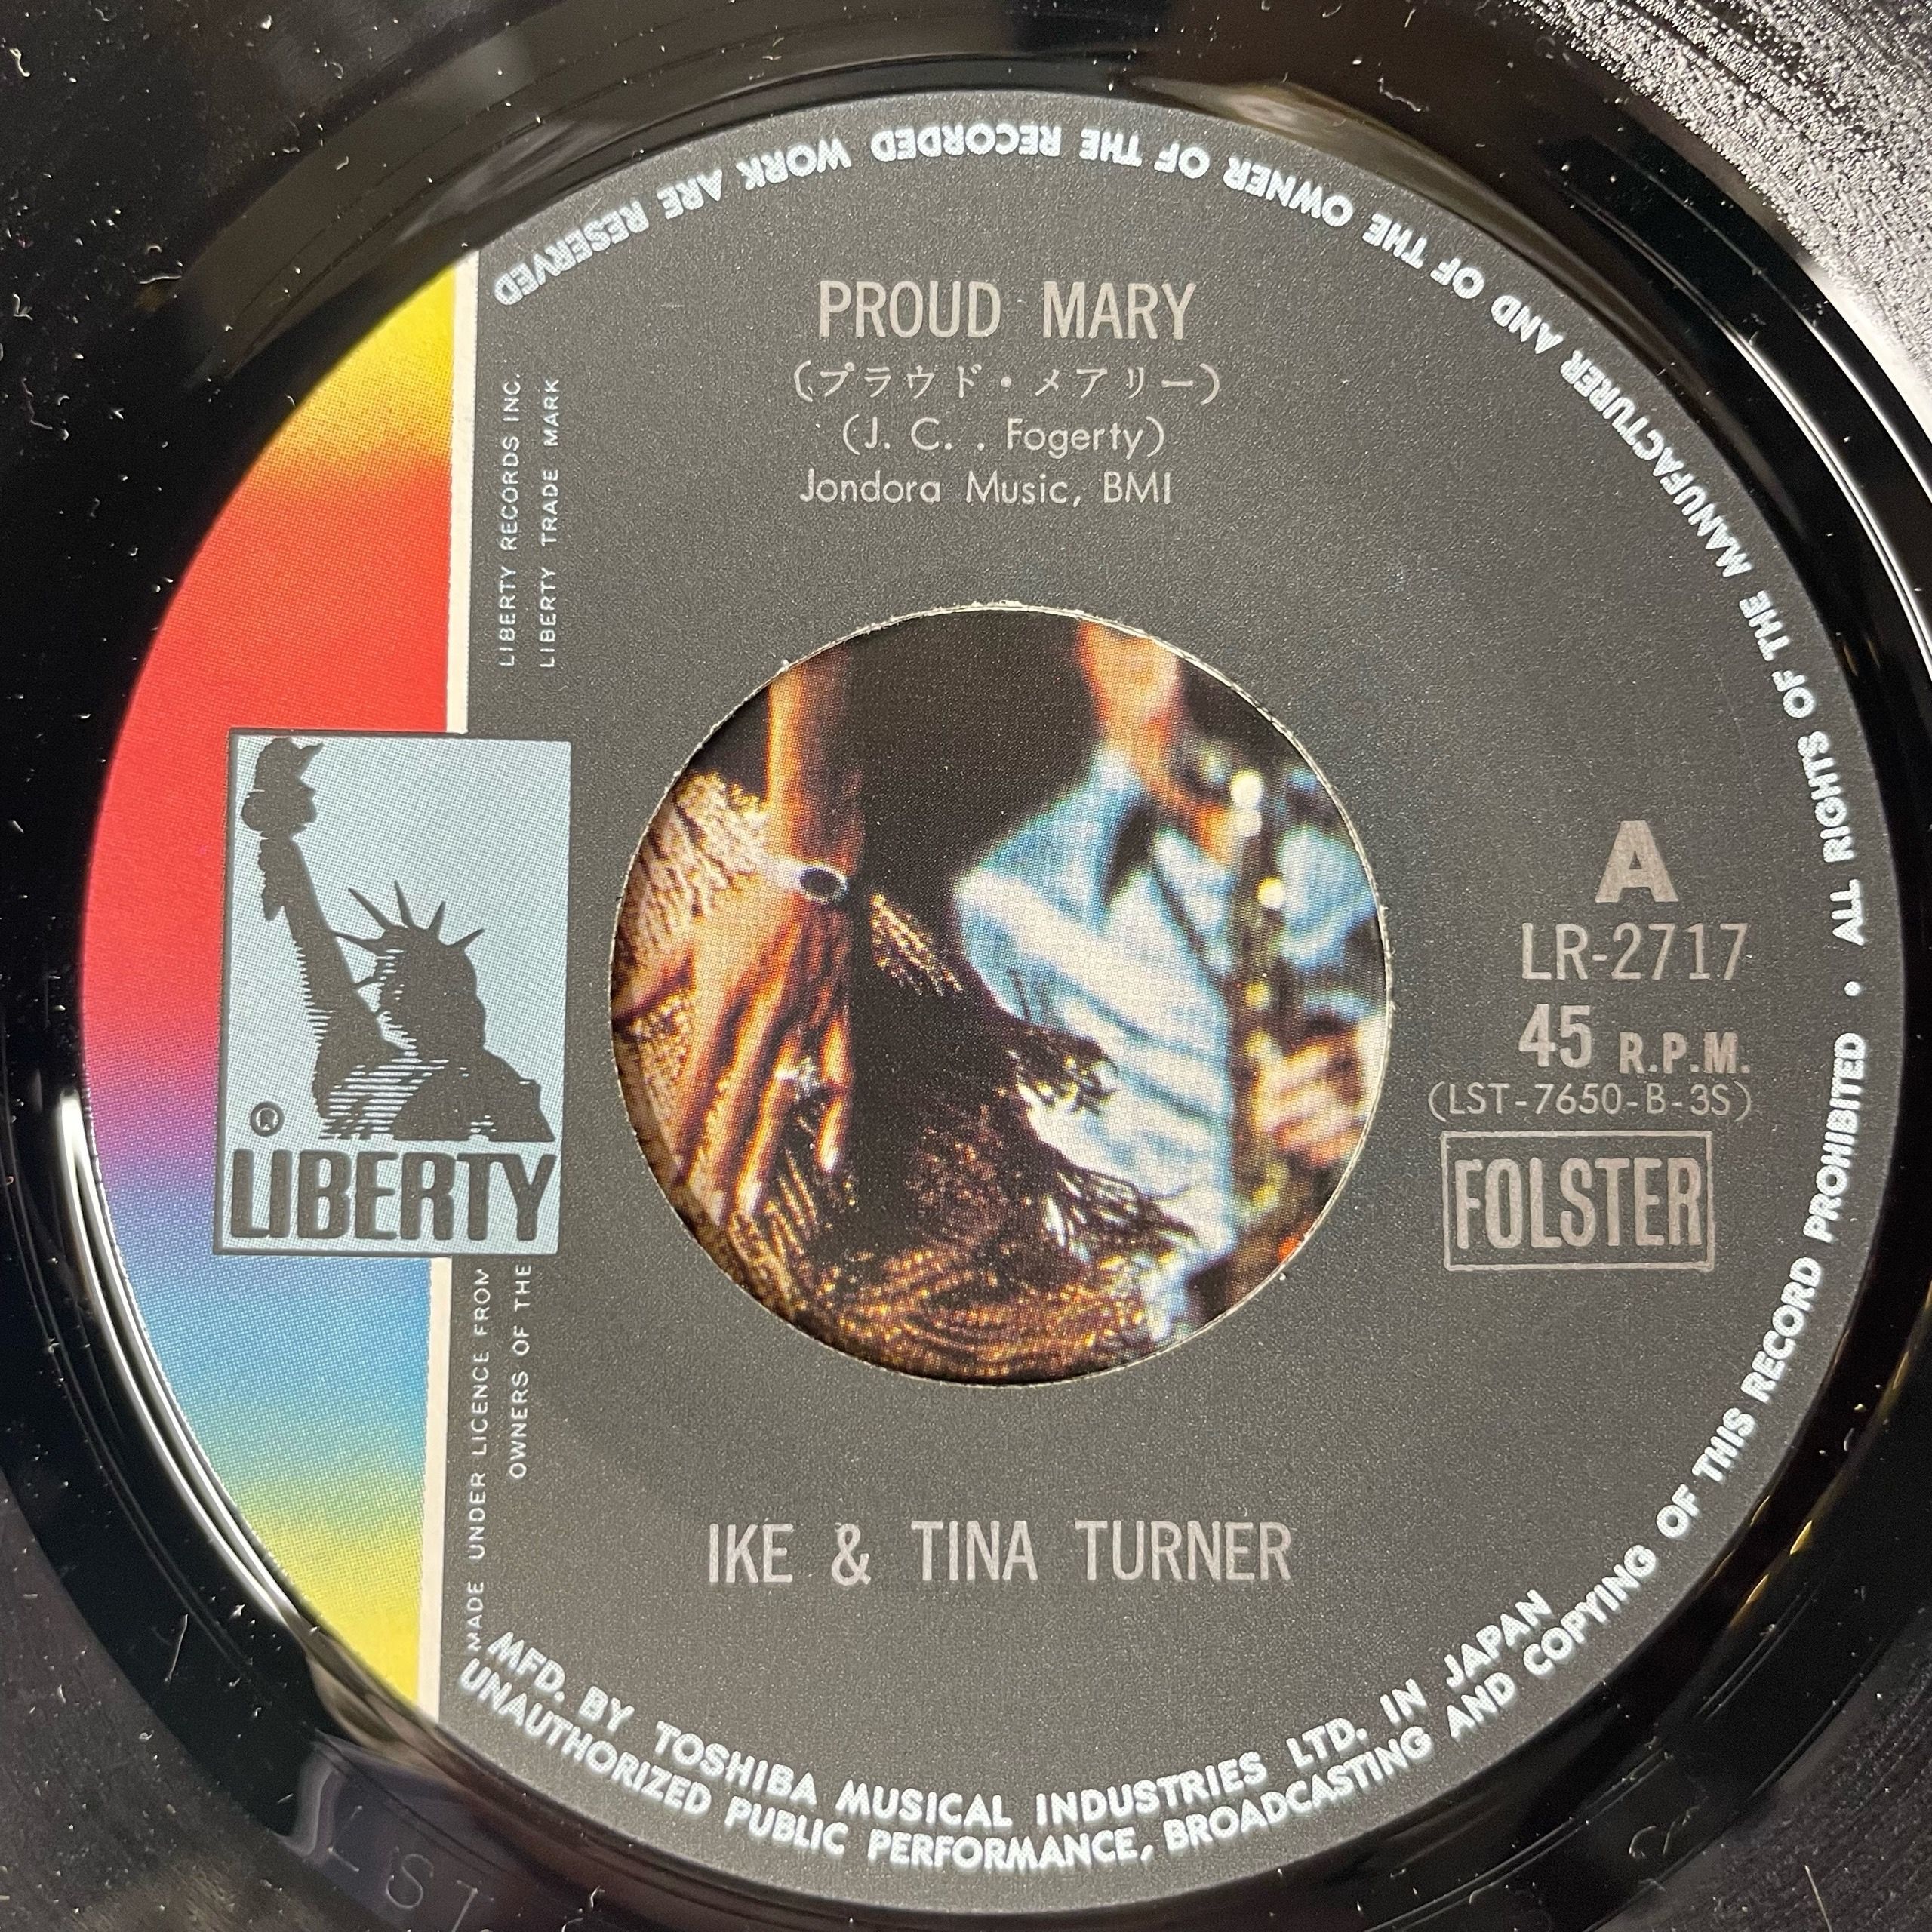 PROUD MARY
(プラウド・メアリー)
(J. C. . Fogerty)
Jondora Music, BMI
LIBERTY RECORDS INC.
LIBERTY TRADE MARK
®
LIBERTY
A
LR-2717
45 R.P.M.
(LST-7650-B-3S)
FOLSTER
MADE UNDER LICENCE FROM
OWNERS OF THE
IKE & TINA TURNER
MFD. BY TOSHIBA MUSICAL INDUSTRIES LTD. IN JAPAN
UNAUTHORIZED PUBLIC PERFORMANCE, BROADCASTING AND COPYING OF THIS RECORD PROHIBITED • ALL RIGHTS OF THE MANUFACTURER AND OF THE OWNER OF THE RECORDED WORK ARE RESERVED